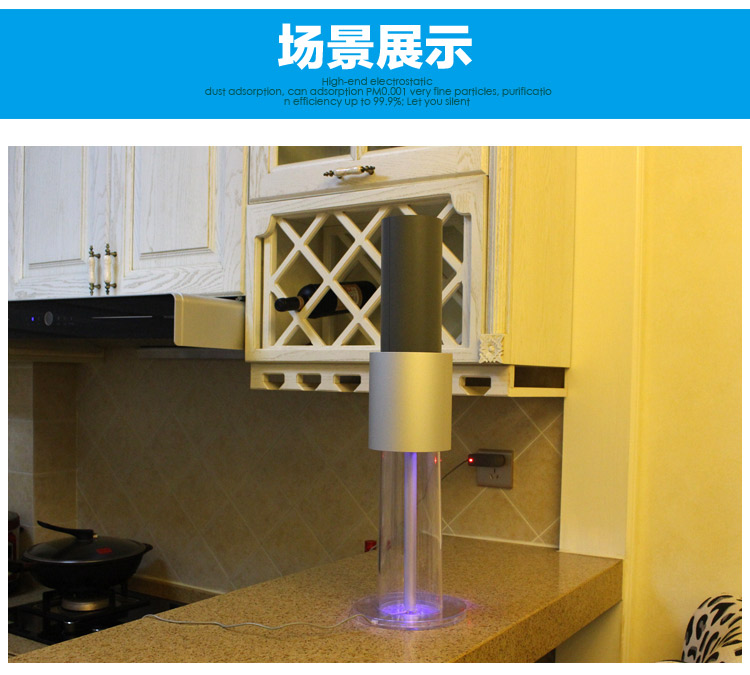 场景展示
High-end electrostatic
dust adsorption, can adsorption PM0.001 very fine particles, purificatio
n efficiency up to 99.9%; Let you silent